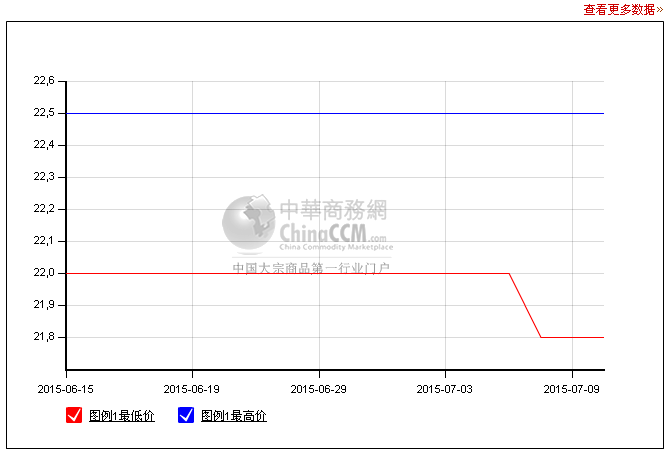 查看更多数据»
22,6
22,5
22,4
22,3
22,2
22,1
22,0
21,9
21,8
中華商務網
ChinaCCM.com
China Commodity Marketplace
中国大宗商品第一行业门户
2015-06-15 2015-06-19 2015-06-29 2015-07-03 2015-07-09
图例1最低价 图例1最高价